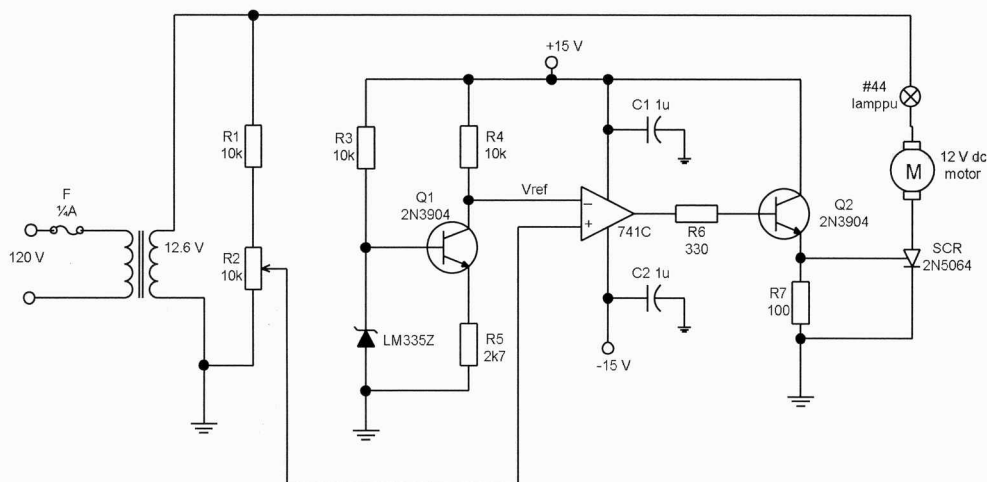 +15 V
#44
lamppu
C1 1u
R1
10k
R3
10k
R4
10k
12 V dc
motor
M
F
¼A
Q1
2N3904
Vref
Q2
2N3904
120 V
12.6 V
R2
10k
741C
R6
330
SCR
2N5064
C2 1u
R7
100
LM335Z
R5
2k7
-15 V